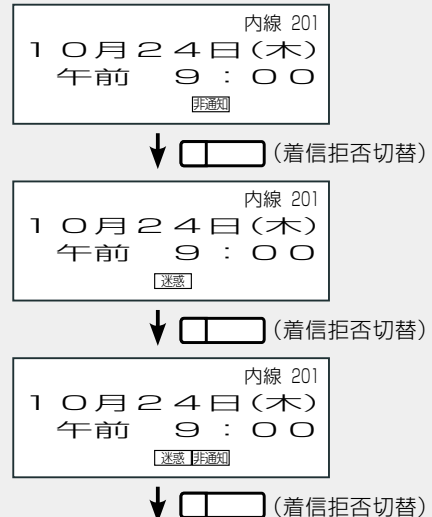 内線 201
10月24日(木)
午前 9:00
非通知
(着信拒否切替)
内線 201
10月24日(木)
午前 9:00
迷惑
(着信拒否切替)
内線 201
10月24日(木)
午前 9:00
迷惑 非通知
(着信拒否切替)